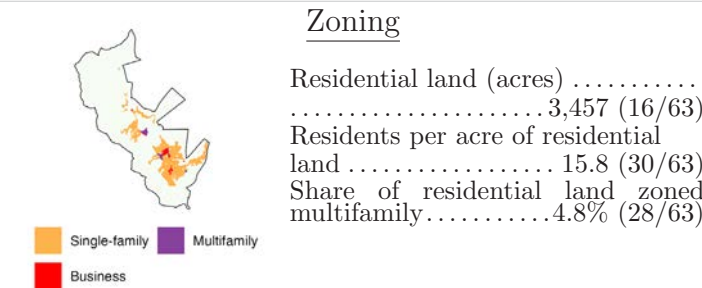 Zoning
Residential land (acres) ...........
.......................3,457 (16/63)
Residents per acre of residential
land ................... 15.8 (30/63)
Share of residential land zoned
multifamily...........4.8% (28/63)
Single-family Multifamily
Business